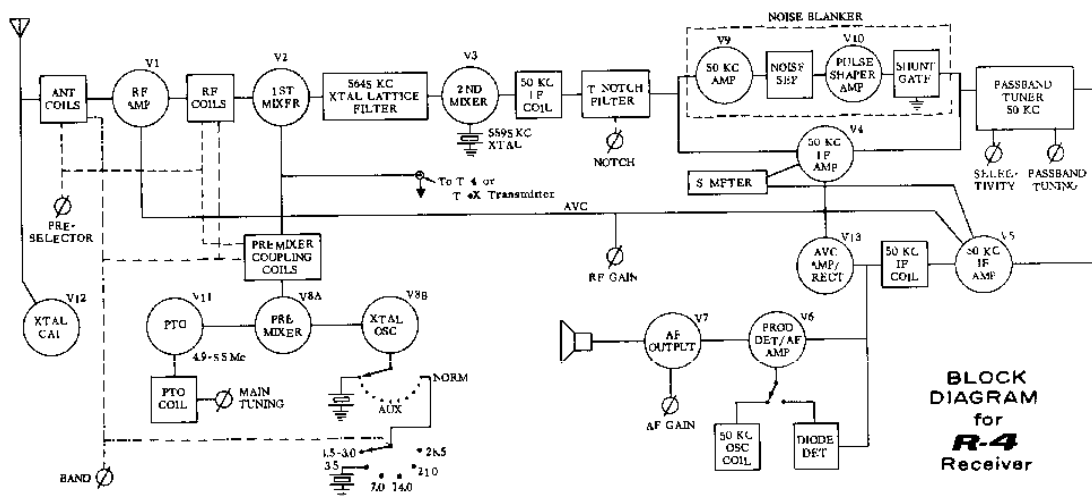 NOISE BLANKER
V9
V10
50 KC
AMP
NOISE
SEP
PULSE
SHAPER
AMP
SHUNT
GATE
V1
V2
V3
ANT
COILS
RF
AMP
RF
COILS
1ST
MIXER
5645 KC
XTAL LATTICE
FILTER
2ND
MIXER
50 KC
IF
COIL
T NOTCH
FILTER
PASSBAND
TUNER
50 KC
5595 KC
XTAL
NOTCH
V4
50 KC
IF
AMP
S METER
SELEC-
TIVITY
PASSBAND
TUNING
To T 4 or
T 4X Transmitter
PRE-
SELECTOR
AVC
PREMIXER
COUPLING
COILS
RF GAIN
V13
AVC
AMP/
RECT
50 KC
IF
COIL
V5
50 KC
IF
AMP
V12
XTAL
CAL
V11
PTO
V8A
PRE
MIXER
V8B
XTAL
OSC
V7
AF
OUTPUT
V6
PROD
DET/AF
AMP
4.9-5.5 Mc
PTO
COIL
MAIN
TUNING
NORM
AUX
AF GAIN
50 KC
OSC
COIL
DIODE
DET
BLOCK
DIAGRAM
for
R-4
Receiver
1.5-3.0
28.5
3.5
21.0
7.0
14.0
BAND